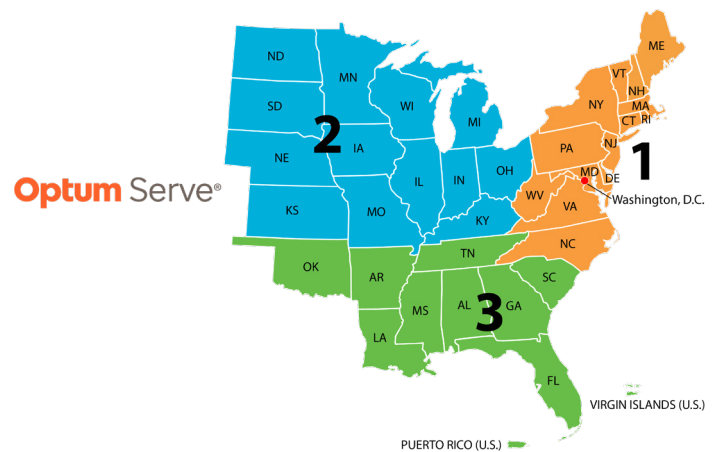 ME
ND
MN
VT
NH
SD
WI
NY
MA
MI
CT RI
2
IA
PA
NJ
1
NE
OH
MD
DE
Optum Serve®
IL
IN
WV
Washington, D.C.
KS
MO
KY
VA
NC
TN
OK
AR
SC
MS
AL
3
GA
LA
FL
VIRGIN ISLANDS (U.S.)
PUERTO RICO (U.S.)